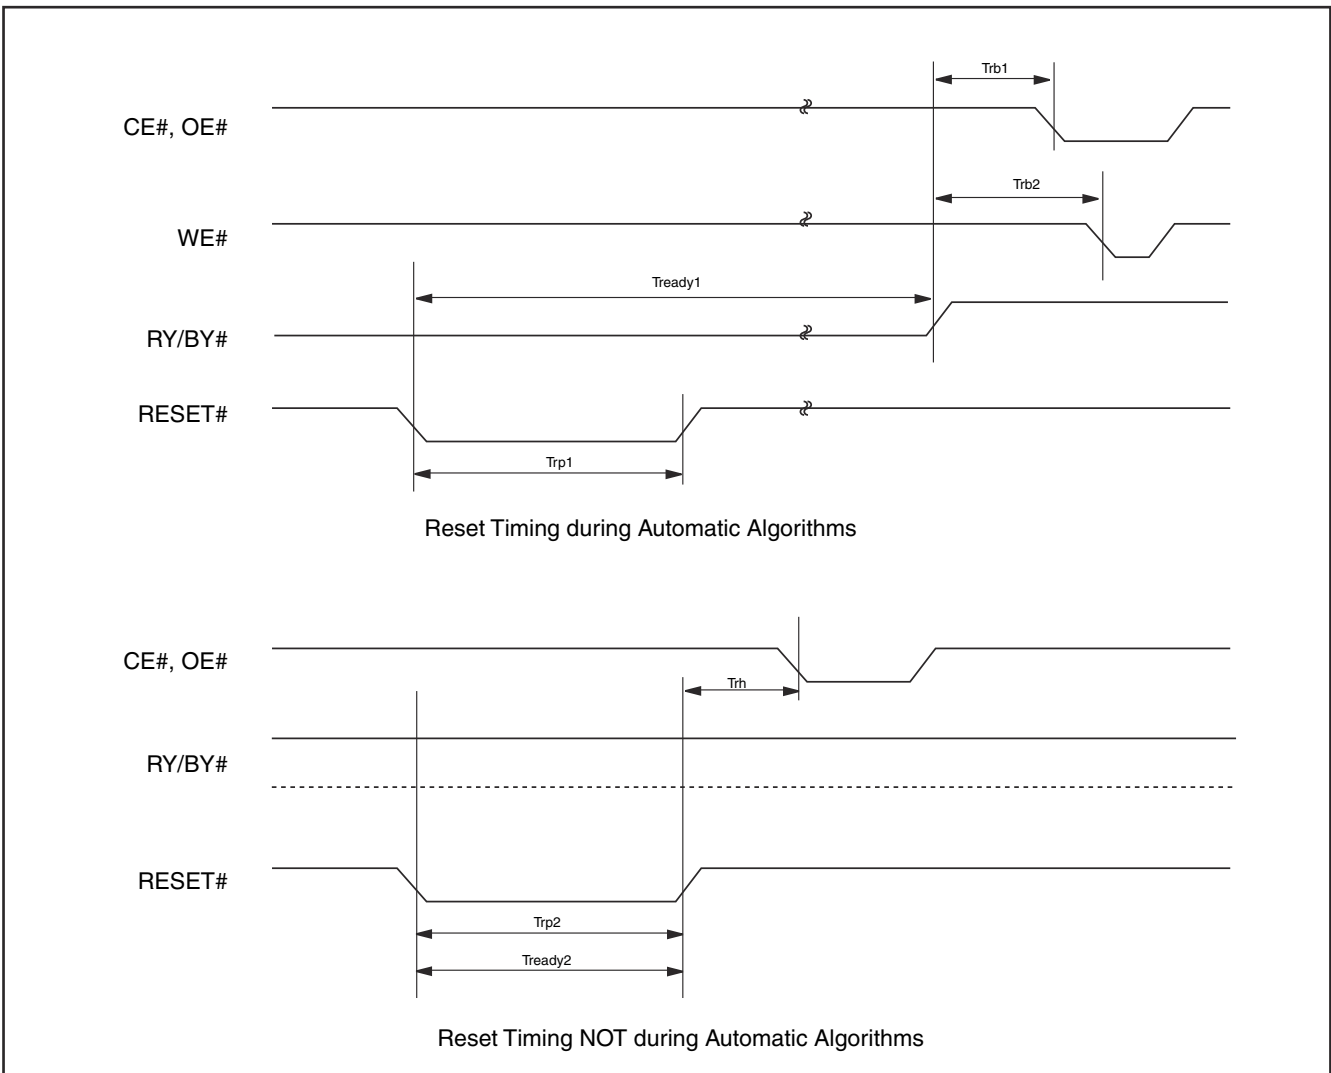 Trb1
CE#, OE#
Trb2
WE#
Tready1
RY/BY#
RESET#
Trp1
Reset Timing during Automatic Algorithms
CE#, OE#
Trh
RY/BY#
RESET#
Trp2
Tready2
Reset Timing NOT during Automatic Algorithms